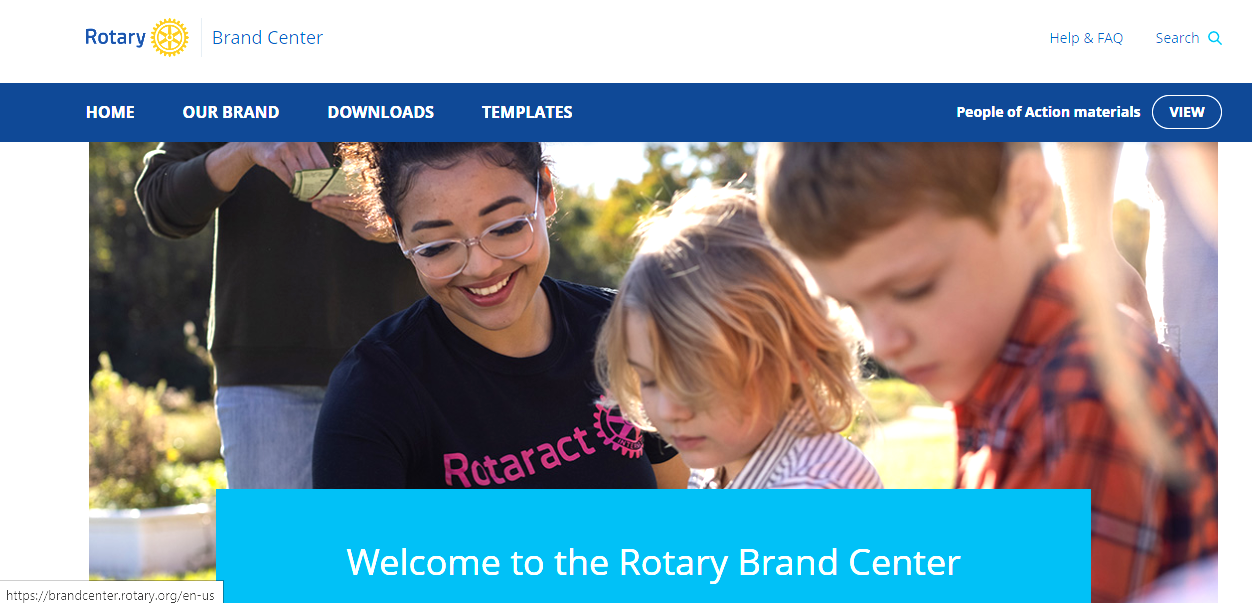 Rotary
Brand Center
Help & FAQ
Search
HOME
OUR BRAND
DOWNLOADS
TEMPLATES
People of Action materials
VIEW
Rotaract
Welcome to the Rotary Brand Center
https://brandcenter.rotary.org/en-us